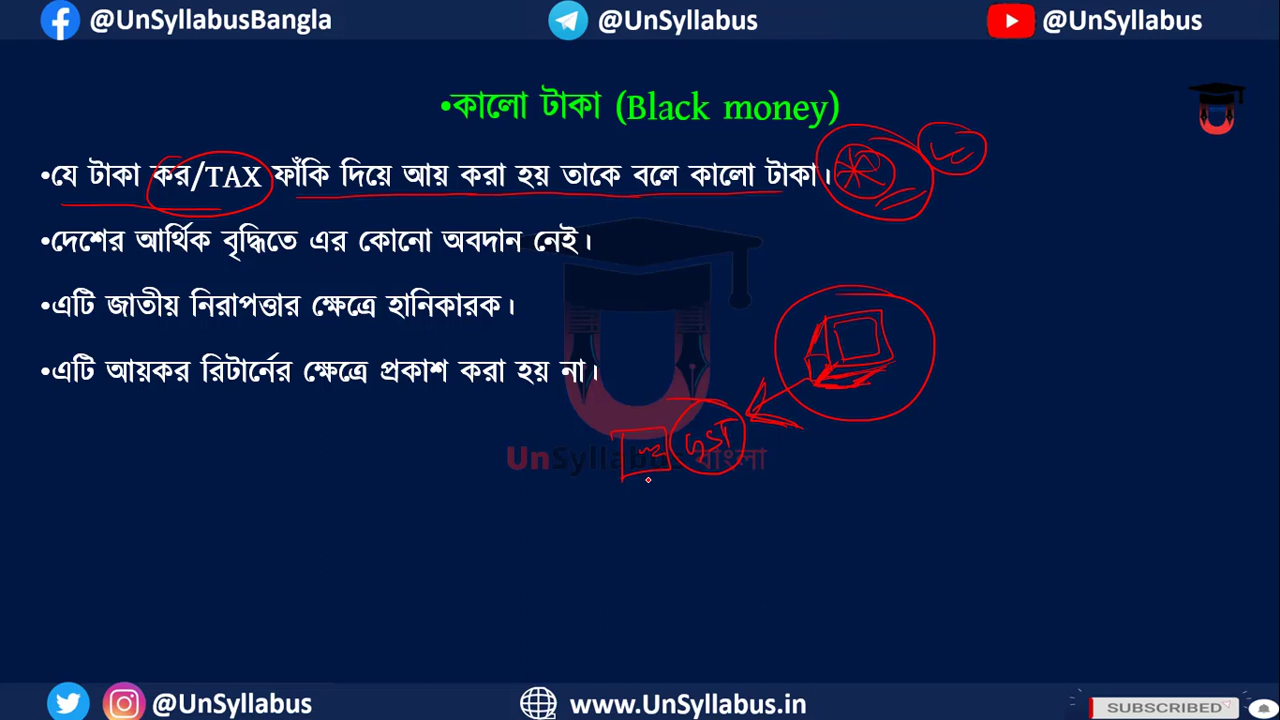 @UnSyllabusBangla @UnSyllabus @UnSyllabus
•কালো টাকা (Black money)
•যে টাকা কর/TAX ফাঁকি দিয়ে আয় করা হয় তাকে বলে কালো টাকা।
•দেশের আর্থিক বৃদ্ধিতে এর কোনো অবদান নেই।
•এটি জাতীয় নিরাপত্তার ক্ষেত্রে হানিকারক।
•এটি আয়কর রিটার্নের ক্ষেত্রে প্রকাশ করা হয় না।
GST
UnSyllabus বাংলা
@UnSyllabus www.UnSyllabus.in SUBSCRIBED